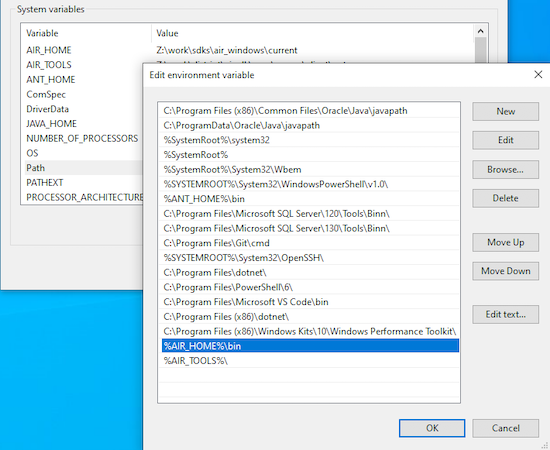 System variables
Variable Value
AIR_HOME Z:\work\sdks\air_windows\current
AIR_TOOLS
ANT_HOME
ComSpec
DriverData
JAVA_HOME
NUMBER_OF_PROCESSORS
OS
Path
PATHEXT
PROCESSOR_ARCHITECTURE
Edit environment variable
C:\Program Files (x86)\Common Files\Oracle\Java\javapath
C:\ProgramData\Oracle\Java\javapath
%SystemRoot%\system32
%SystemRoot%
%SystemRoot%\System32\Wbem
%SYSTEMROOT%\System32\WindowsPowerShell\v1.0\
%ANT_HOME%\bin
C:\Program Files\Microsoft SQL Server\120\Tools\Binn\
C:\Program Files\Microsoft SQL Server\130\Tools\Binn\
C:\Program Files\Git\cmd
%SYSTEMROOT%\System32\OpenSSH\
C:\Program Files\dotnet\
C:\Program Files\PowerShell\6\
C:\Program Files\Microsoft VS Code\bin
C:\Program Files (x86)\dotnet\
C:\Program Files (x86)\Windows Kits\10\Windows Performance Toolkit\
%AIR_HOME%\bin
%AIR_TOOLS%\
New
Edit
Browse...
Delete
Move Up
Move Down
Edit text...
OK
Cancel